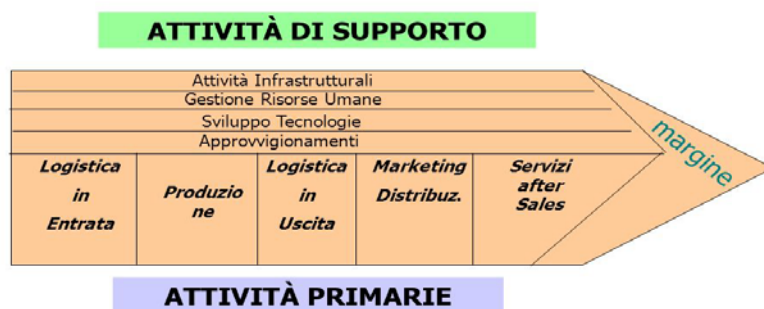 ATTIVITÀ DI SUPPORTO
Attività Infrastrutturali
Gestione Risorse Umane
Sviluppo Tecnologie
Approvvigionamenti
margine
Logistica
in
Entrata
Produzio
ne
Logistica
in
Uscita
Marketing
Distribuz.
Servizi
after
Sales
ATTIVITÀ PRIMARIE